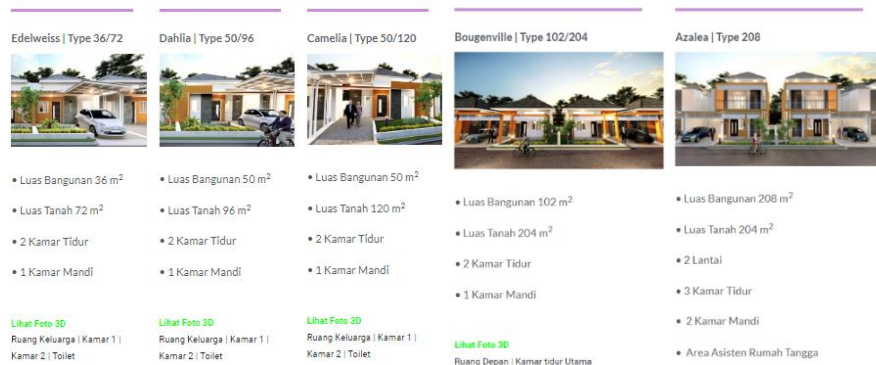 Edelweiss | Type 36/72
• Luas Bangunan 36 m²
• Luas Tanah 72 m²
• 2 Kamar Tidur
• 1 Kamar Mandi
Lihat Foto 3D
Ruang Keluarga | Kamar 1 |
Kamar 2 | Toilet
Dahlia | Type 50/96
• Luas Bangunan 50 m²
• Luas Tanah 96 m²
• 2 Kamar Tidur
• 1 Kamar Mandi
Lihat Foto 3D
Ruang Keluarga | Kamar 1 |
Kamar 2 | Toilet
Camelia | Type 50/120
• Luas Bangunan 50 m²
• Luas Tanah 120 m²
• 2 Kamar Tidur
• 1 Kamar Mandi
Lihat Foto 3D
Ruang Keluarga | Kamar 1 |
Kamar 2 | Toilet
Bougenville | Type 102/204
• Luas Bangunan 102 m²
• Luas Tanah 204 m²
• 2 Kamar Tidur
• 1 Kamar Mandi
Lihat Foto 3D
Ruang Depan | Kamar tidur Utama
Azalea | Type 208
• Luas Bangunan 208 m²
• Luas Tanah 204 m²
• 2 Lantai
• 3 Kamar Tidur
• 2 Kamar Mandi
• Area Asisten Rumah Tangga